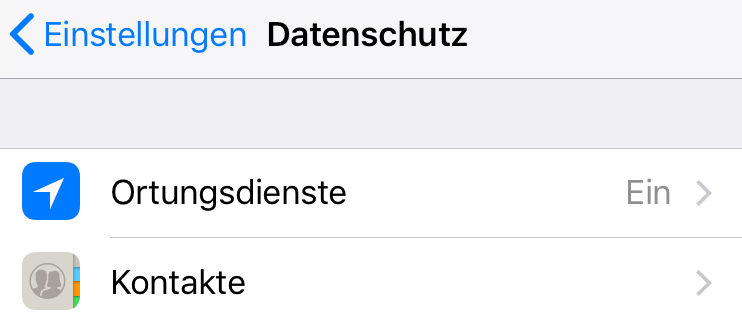 Einstellungen Datenschutz
Ortungsdienste Ein
Kontakte